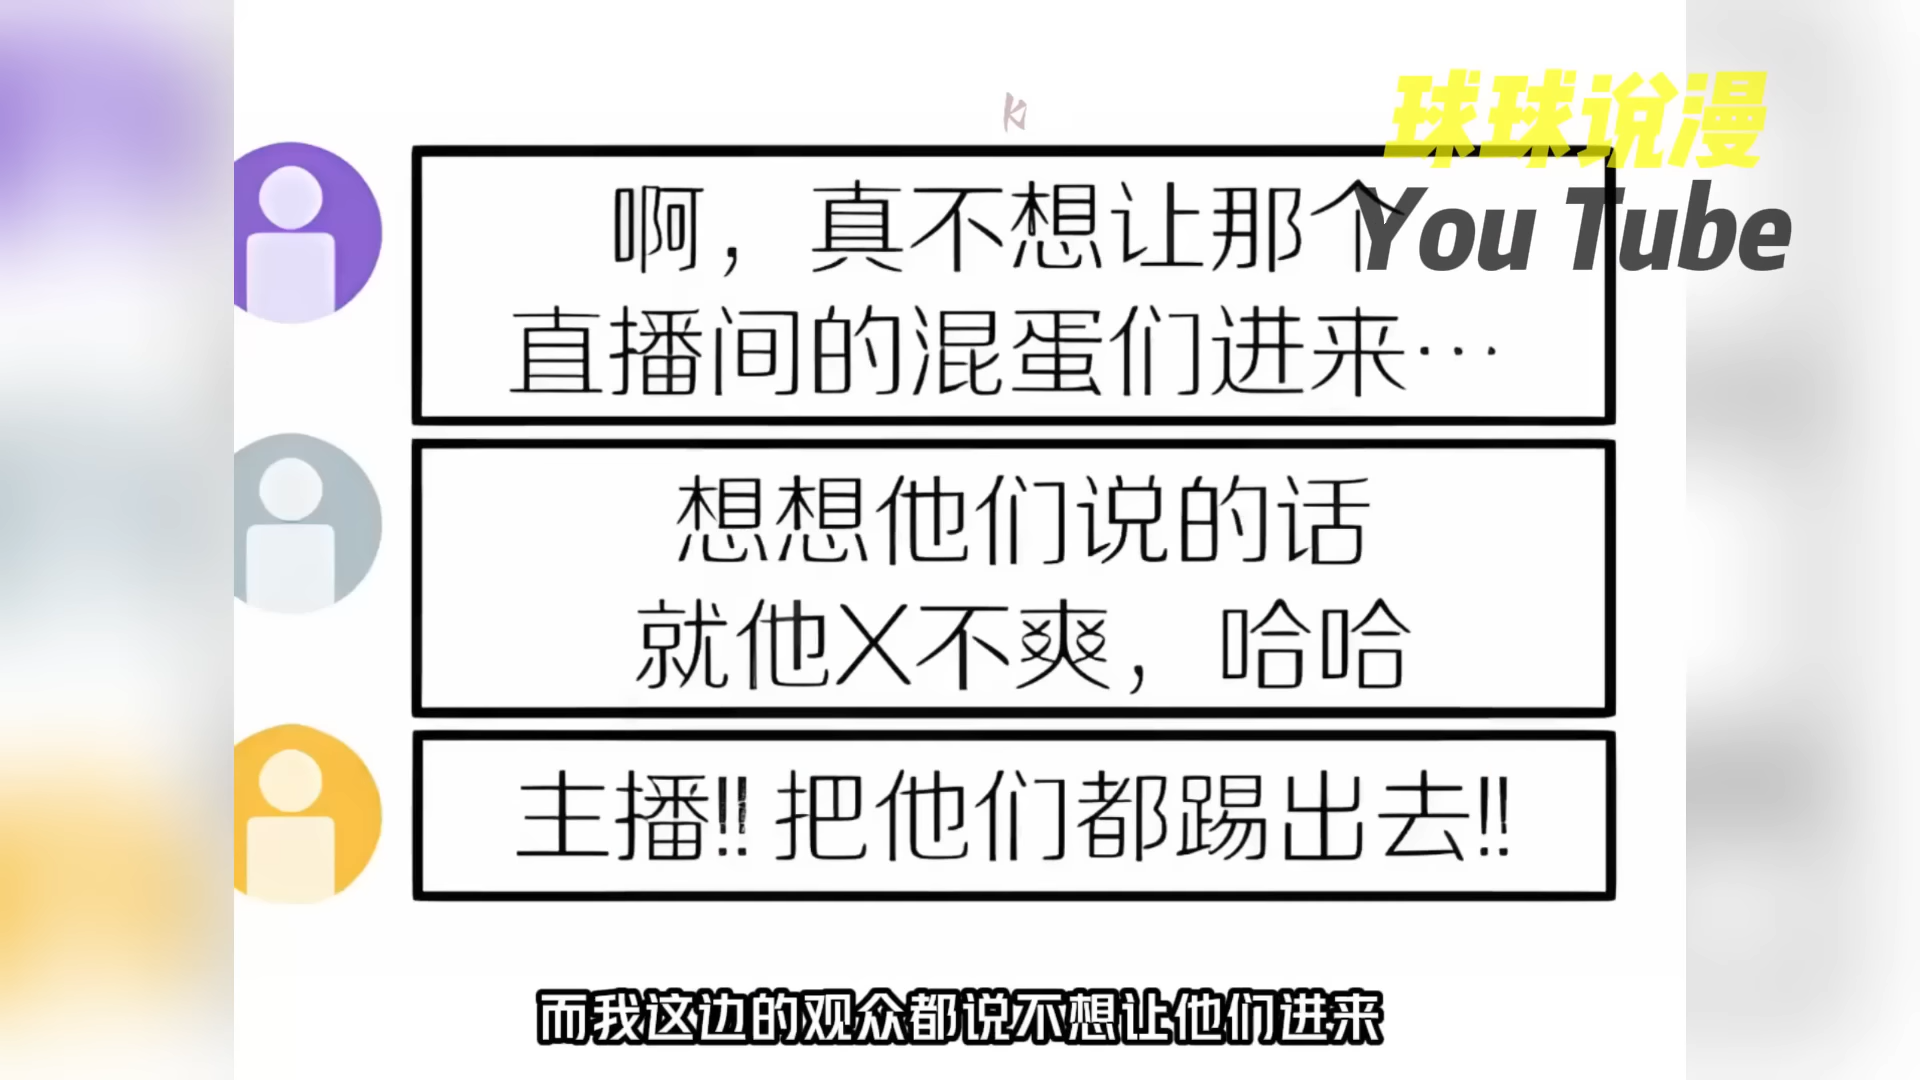 球球说漫
You Tube
啊，真不想让那个
直播间的混蛋们进来…
想想他们说的话
就他X不爽，哈哈
主播!! 把他们都踢出去!!
而我这边的观众都说不想让他们进来